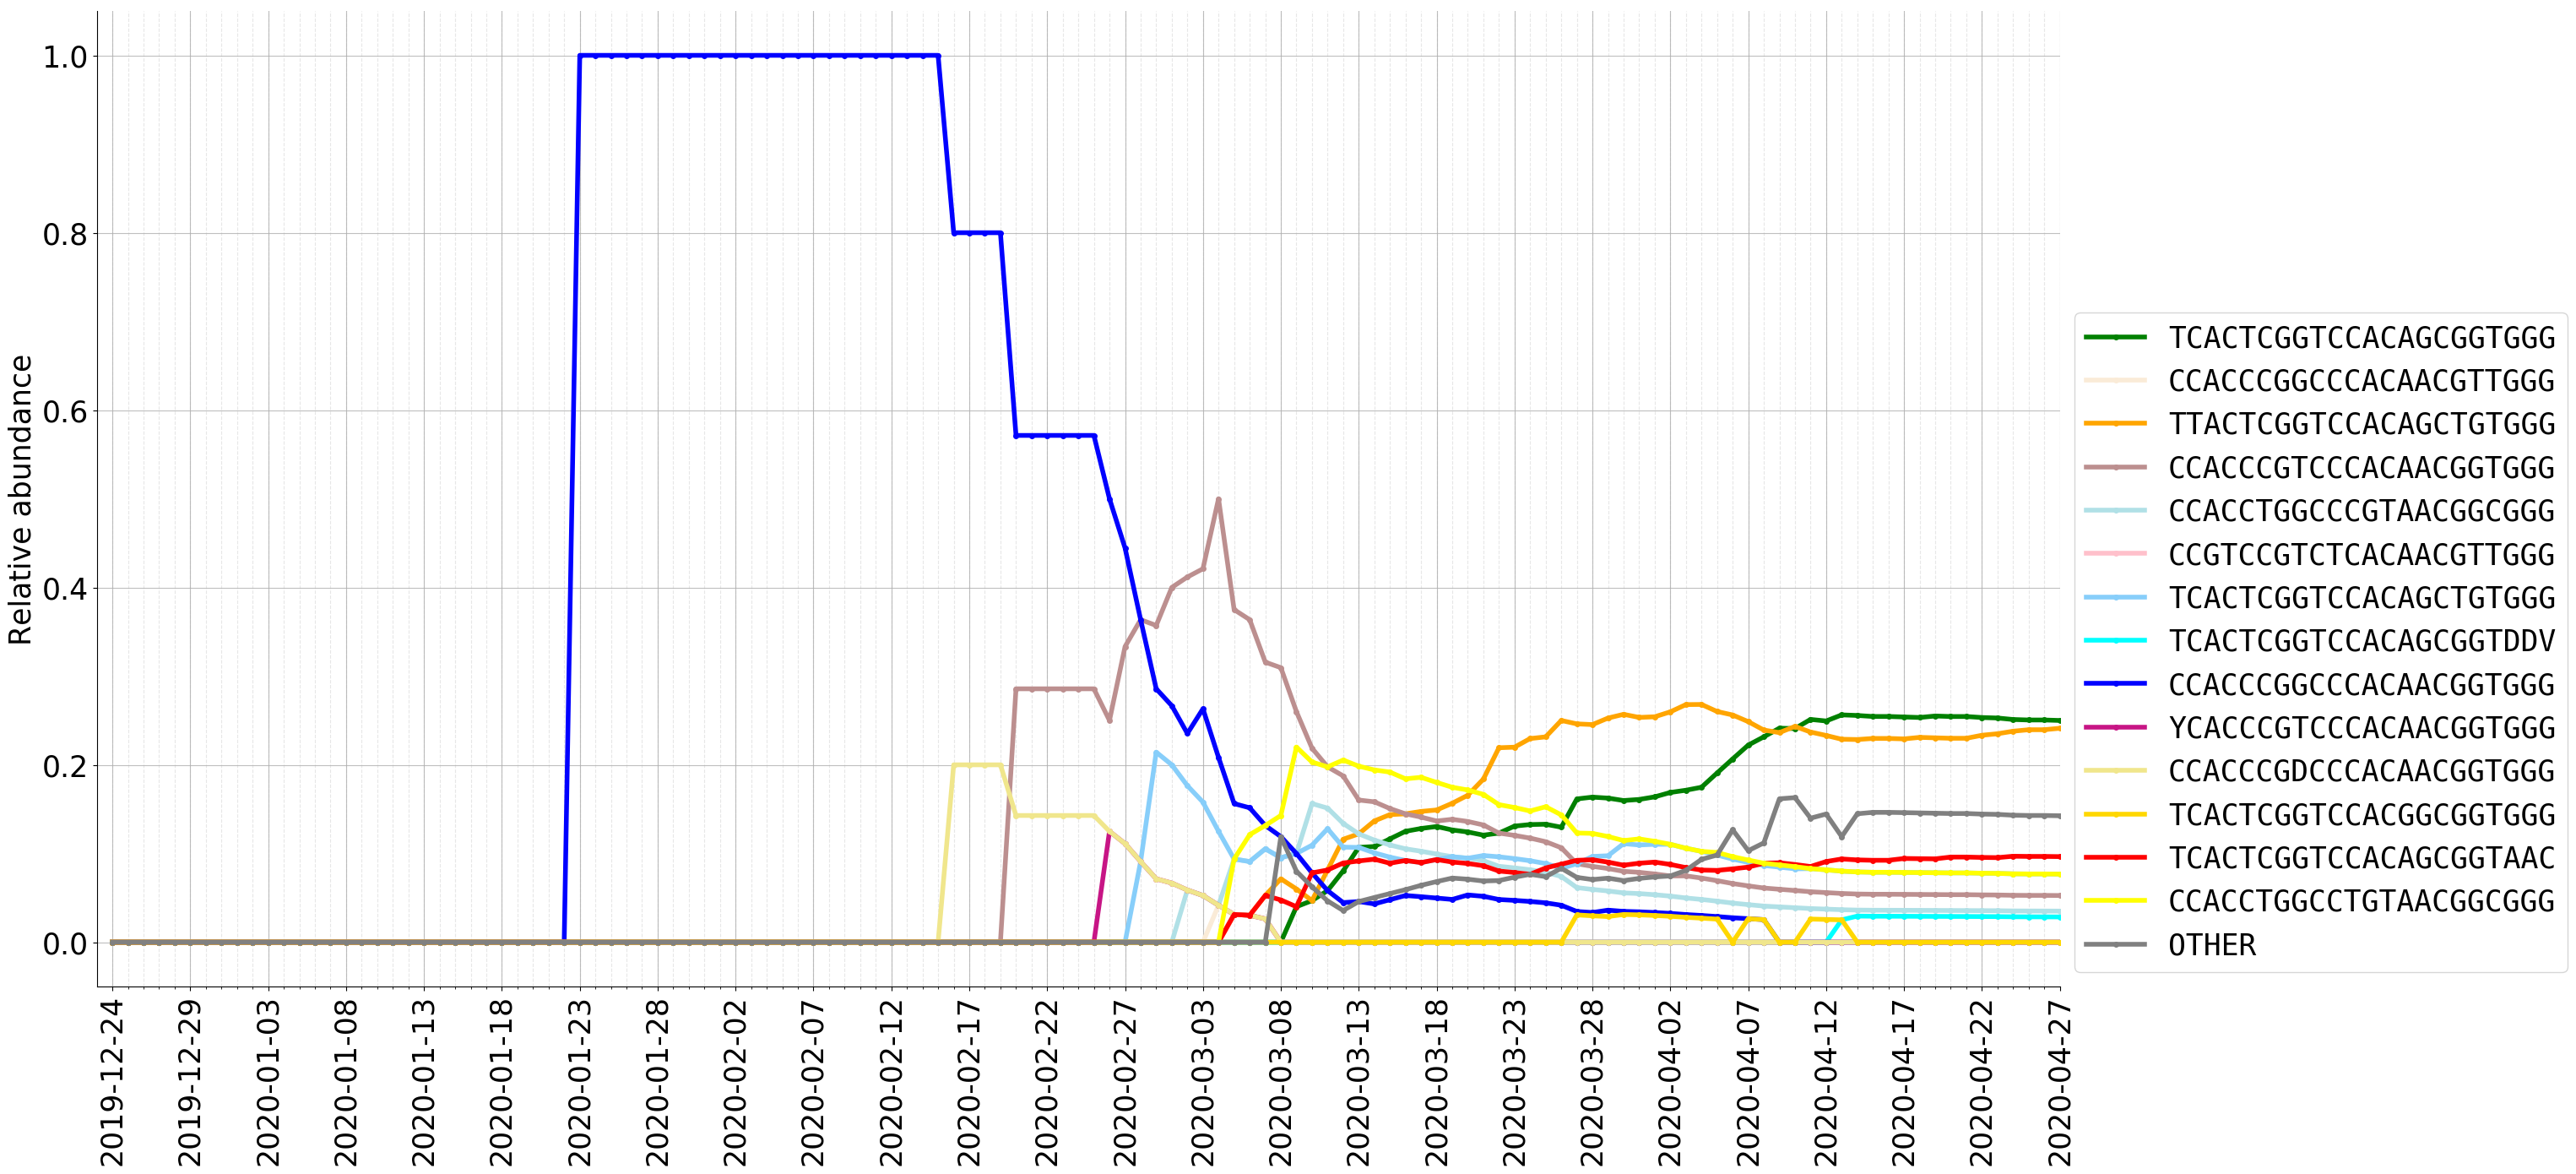 Relative abundance
1.0
0.8
0.6
0.4
0.2
0.0
2019-12-24
2019-12-29
2020-01-03
2020-01-08
2020-01-13
2020-01-18
2020-01-23
2020-01-28
2020-02-02
2020-02-07
2020-02-12
2020-02-17
2020-02-22
2020-02-27
2020-03-03
2020-03-08
2020-03-13
2020-03-18
2020-03-23
2020-03-28
2020-04-02
2020-04-07
2020-04-12
2020-04-17
2020-04-22
2020-04-27
TCACTCGGTCCACAGCGGTGGG
CCACCCGGCCCACAACGTTGGG
TTACTCGGTCCACAGCTGTGGG
CCACCCGTCCCACAACGGTGGG
CCACCTGGCCCGTAACGGCGGG
CCGTCCGTCTCACAACGTTGGG
TCACTCGGTCCACAGCTGTGGG
TCACTCGGTCCACAGCGGTDDV
CCACCCGGCCCACAACGGTGGG
YCACCCGTCCCACAACGGTGGG
CCACCCGDCCCACAACGGTGGG
TCACTCGGTCCACGGCGGTGGG
TCACTCGGTCCACAGCGGTAAC
CCACCTGGCCTGTAACGGCGGG
OTHER